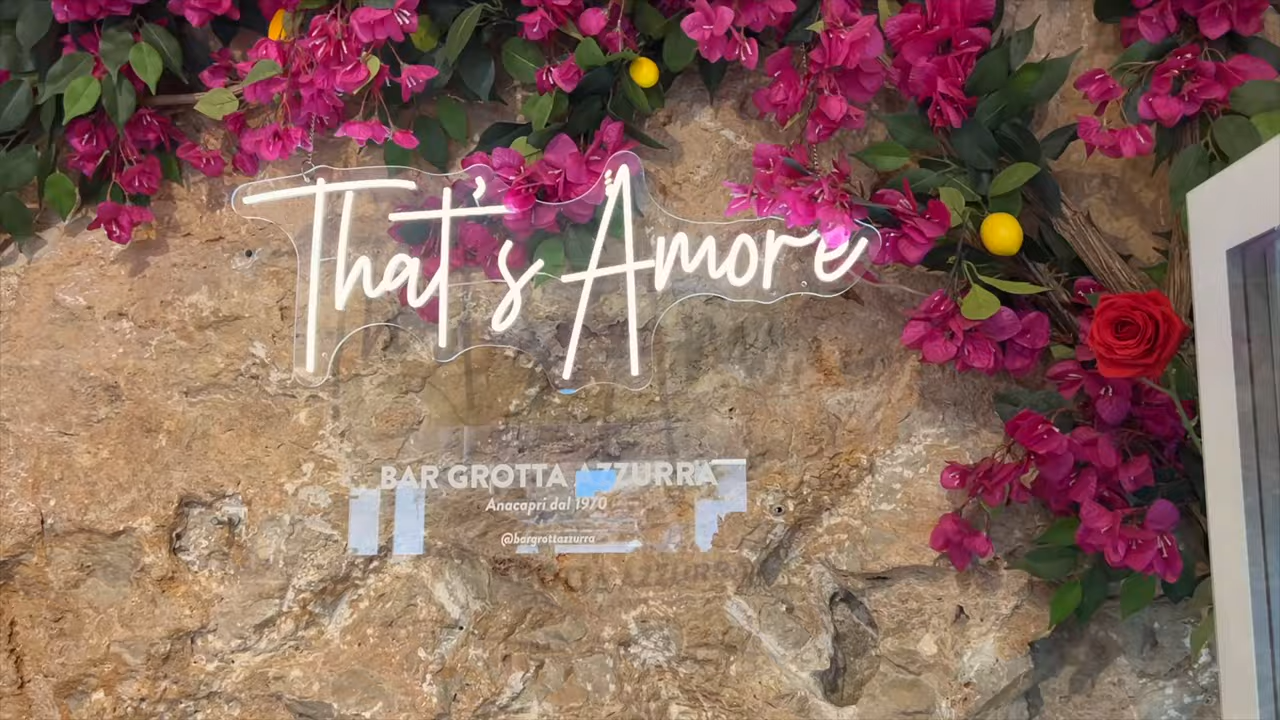 That's Amore
BAR GROTTA AZZURRA
Anacapri dal 1970
@bargrottazzurra